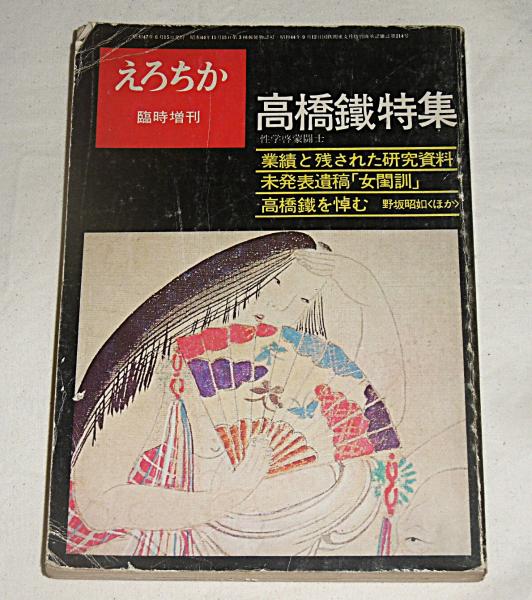 えろちか
臨時増刊
高橋鐵特集
性学啓蒙闘士
業績と残された研究資料
未発表遺稿「女閨訓」
高橋鐵を悼む 野坂昭如〈ほか〉